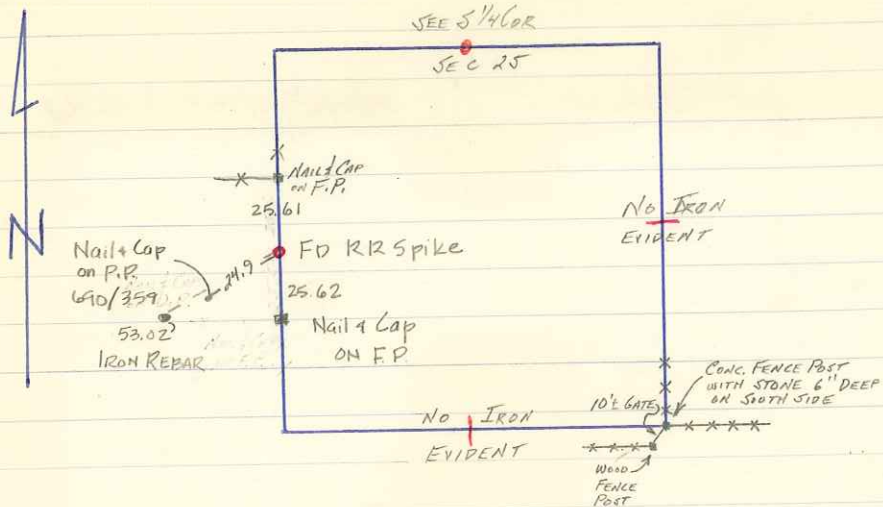 SEE S 1/4 COR
SEC 25
NAIL & CAP
ON F.P.
25.61
N
NO IRON
EVIDENT
FD RR Spike
Nail & Cap
on P.P.
690/359
24.9
25.62
53.02'
IRON REBAR
Nail & Cap
ON F.P.
CONC. FENCE POST
WITH STONE 6" DEEP
ON SOUTH SIDE
10'± GATE
NO IRON
EVIDENT
WOOD
FENCE
POST